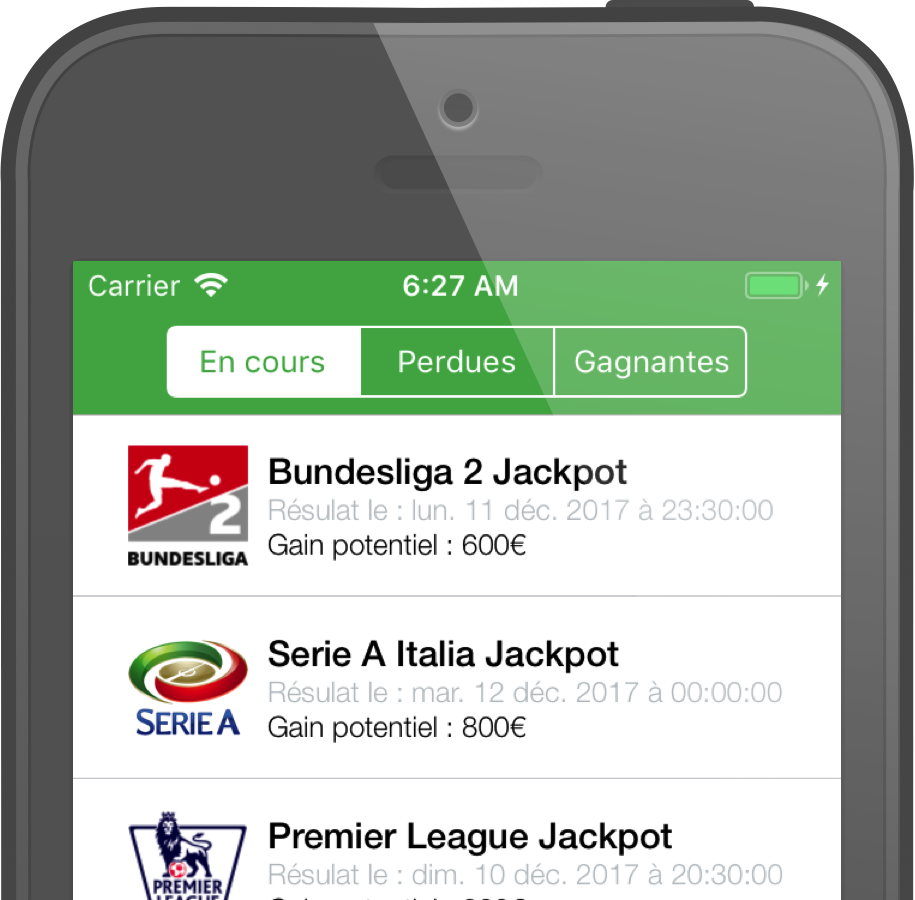 Carrier 6:27 AM
En cours Perdues Gagnantes
Bundesliga 2 Jackpot
Résulat le : lun. 11 déc. 2017 à 23:30:00
Gain potentiel : 600€
2
BUNDESLIGA
Serie A Italia Jackpot
Résulat le : mar. 12 déc. 2017 à 00:00:00
Gain potentiel : 800€
SERIE A
Premier League Jackpot
Résulat le : dim. 10 déc. 2017 à 20:30:00
PREMIER
LEAGUE